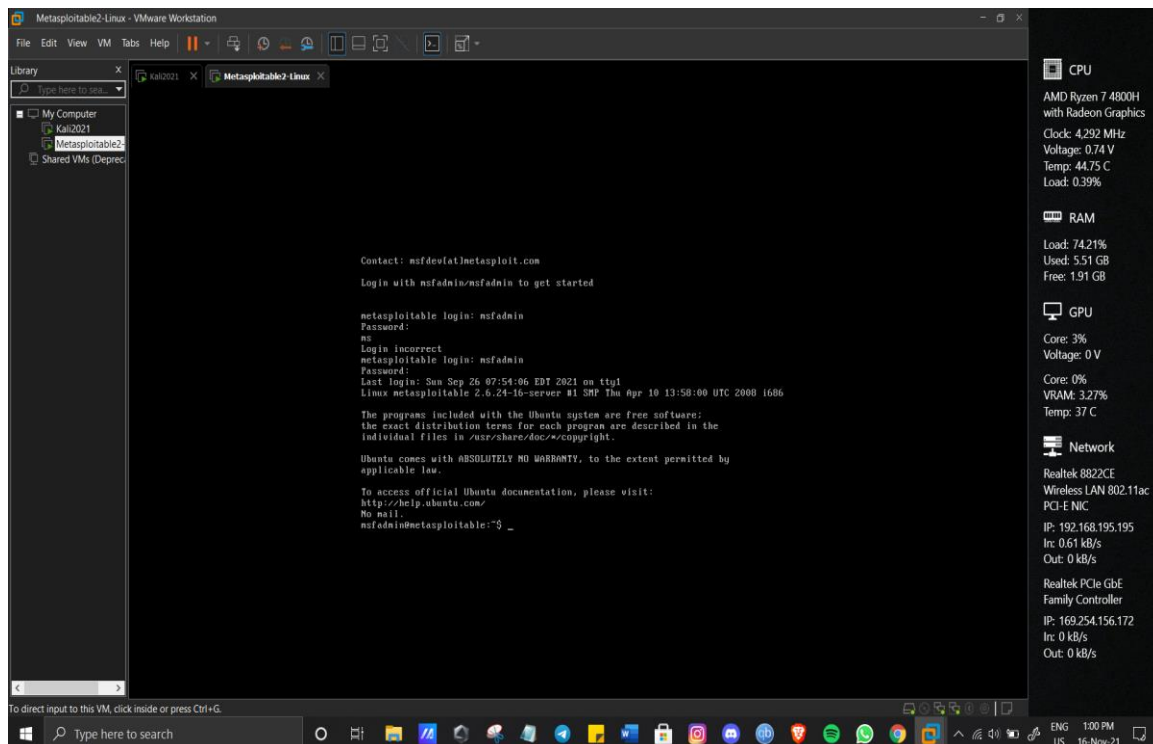 Metasploitable2-Linux - VMware Workstation
File Edit View VM Tabs Help
Library
Type here to sea...
My Computer
Kali2021
Metasploitable2-
Shared VMs (Depreca
Kali2021
Metasploitable2-Linux
Contact: msfdev[at]metasploit.com
Login with msfadmin/msfadmin to get started
metasploitable login: msfadmin
Password:
ms
Login incorrect
metasploitable login: msfadmin
Password:
Last login: Sun Sep 26 07:54:06 EDT 2021 on tty1
Linux metasploitable 2.6.24-16-server #1 SMP Thu Apr 10 13:58:00 UTC 2008 i686
The programs included with the Ubuntu system are free software;
the exact distribution terms for each program are described in the
individual files in /usr/share/doc/*/copyright.
Ubuntu comes with ABSOLUTELY NO WARRANTY, to the extent permitted by
applicable law.
To access official Ubuntu documentation, please visit:
http://help.ubuntu.com/
No mail.
msfadmin@metasploitable:~$ _
To direct input to this VM, click inside or press Ctrl+G.
CPU
AMD Ryzen 7 4800H
with Radeon Graphics
Clock: 4,292 MHz
Voltage: 0.74 V
Temp: 44.75 C
Load: 0.39%
RAM
Load: 74.21%
Used: 5.51 GB
Free: 1.91 GB
GPU
Core: 3%
Voltage: 0 V
Core: 0%
VRAM: 3.27%
Temp: 37 C
Network
Realtek 8822CE
Wireless LAN 802.11ac
PCI-E NIC
IP: 192.168.195.195
In: 0.61 kB/s
Out: 0 kB/s
Realtek PCIe GbE
Family Controller
IP: 169.254.156.172
In: 0 kB/s
Out: 0 kB/s
Type here to search
ENG
US
1:00 PM
16-Nov-21